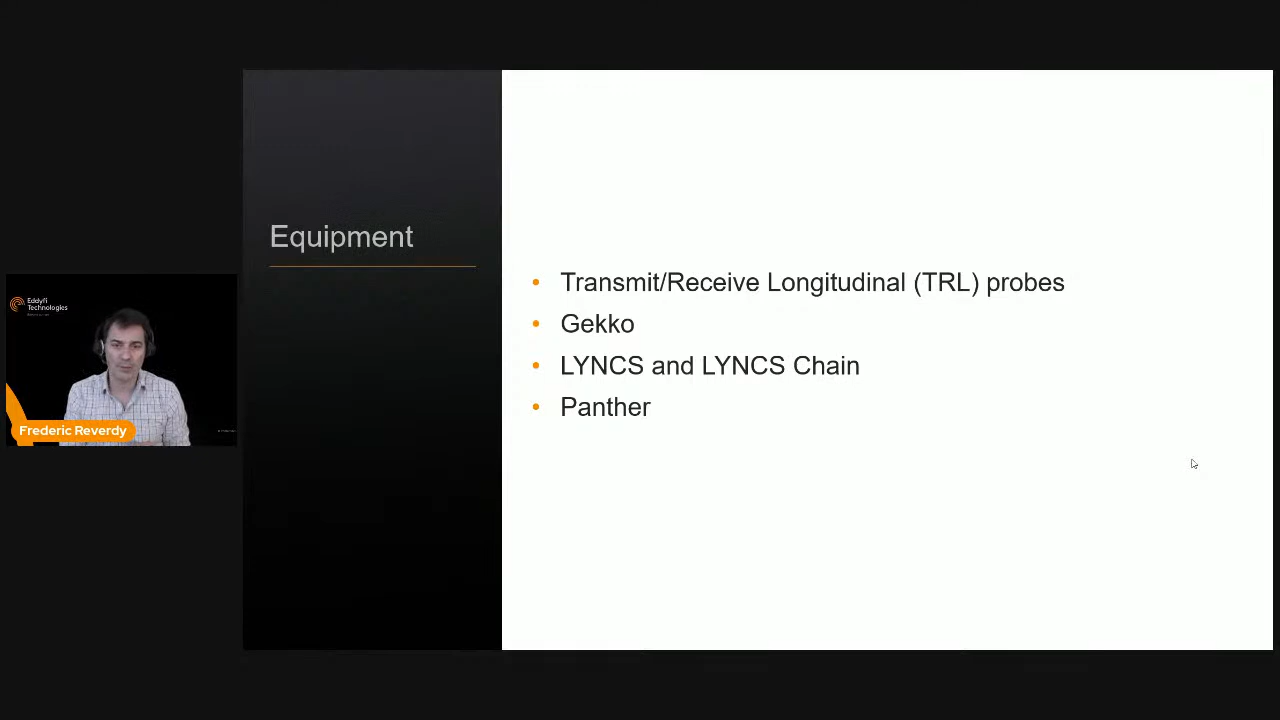 Equipment
Transmit/Receive Longitudinal (TRL) probes
Gekko
LYNCS and LYNCS Chain
Panther
Eddyfi
Technologies
Frederic Reverdy